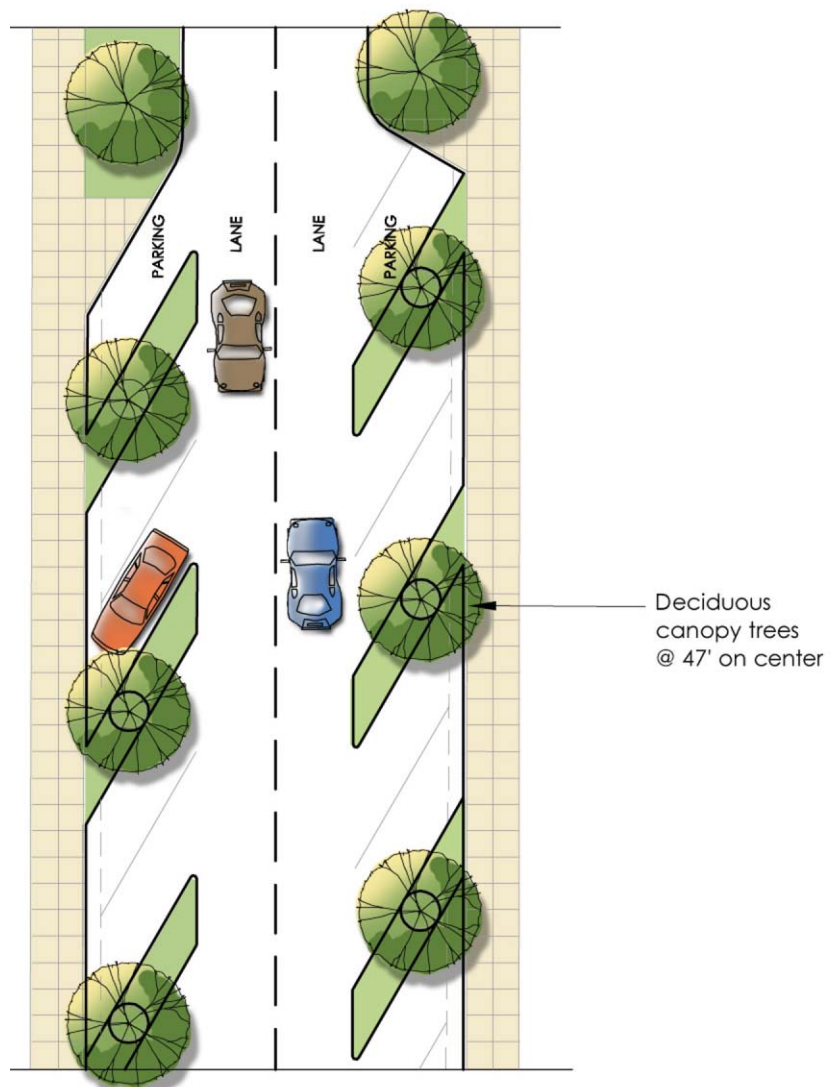 PARKING
LANE
LANE
PARKING
Deciduous
canopy trees
@ 47' on center